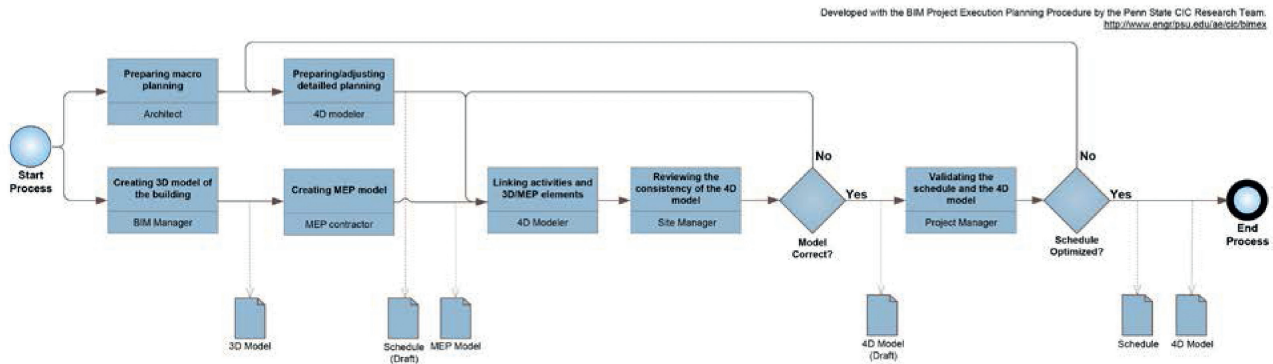 Developed with the BIM Project Execution Planning Procedure by the Penn State CIC Research Team.
http://www.engr/psu.edu/ae/cic/bimex
Preparing macro
planning
Architect
Preparing/adjusting
detailled planning
4D modeler
Start
Process
Creating 3D model of
the building
BIM Manager
Creating MEP model
MEP contractor
Linking activities and
3D/MEP elements
4D Modeler
Reviewing the
consistency of the 4D
model
Site Manager
No
Yes
Model
Correct?
Validating the
schedule and the 4D
model
Project Manager
No
Yes
Schedule
Optimized?
End
Process
3D Model
Schedule
(Draft)
MEP Model
4D Model
(Draft)
Schedule
4D Model